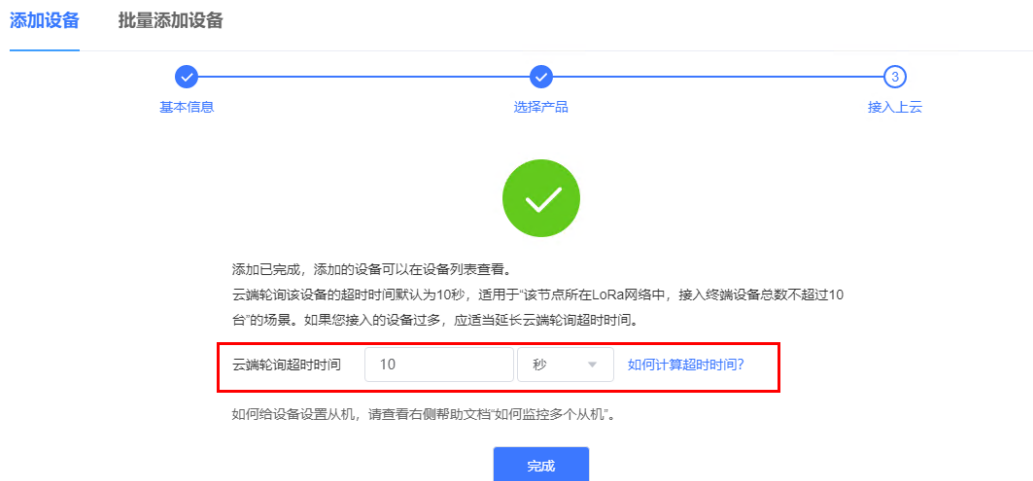 添加设备 批量添加设备
3
基本信息 选择产品 接入上云
添加已完成，添加的设备可以在设备列表查看。
云端轮询该设备的超时时间默认为10秒，适用于“该节点所在LoRa网络中，接入终端设备总数不超过10
台”的场景。如果您接入的设备过多，应适当延长云端轮询超时时间。
云端轮询超时时间 10 秒 如何计算超时时间？
如何给设备设置从机，请查看右侧帮助文档“如何监控多个从机”。
完成